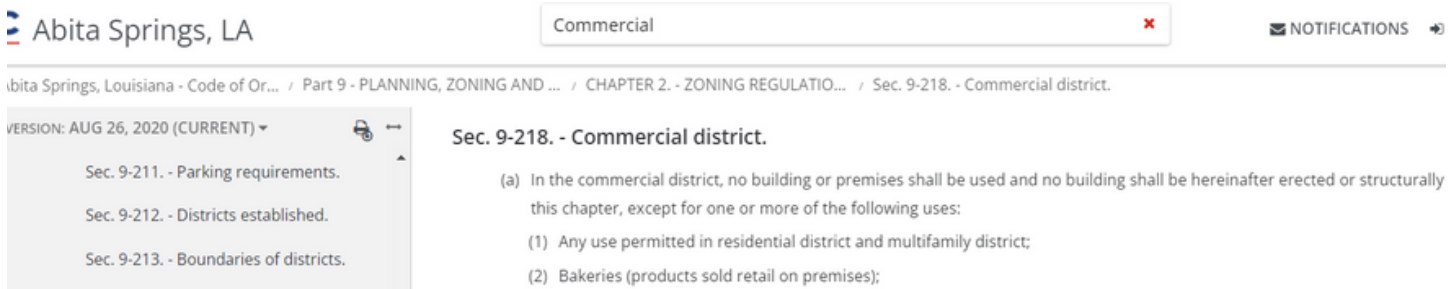 Abita Springs, LA
Commercial
NOTIFICATIONS
Abita Springs, Louisiana - Code of Or... / Part 9 - PLANNING, ZONING AND ... / CHAPTER 2. - ZONING REGULATIO... / Sec. 9-218. - Commercial district.
VERSION: AUG 26, 2020 (CURRENT)
Sec. 9-211. - Parking requirements.
Sec. 9-212. - Districts established.
Sec. 9-213. - Boundaries of districts.
Sec. 9-218. - Commercial district.
(a) In the commercial district, no building or premises shall be used and no building shall be hereinafter erected or structurally
this chapter, except for one or more of the following uses:
(1) Any use permitted in residential district and multifamily district;
(2) Bakeries (products sold retail on premises);